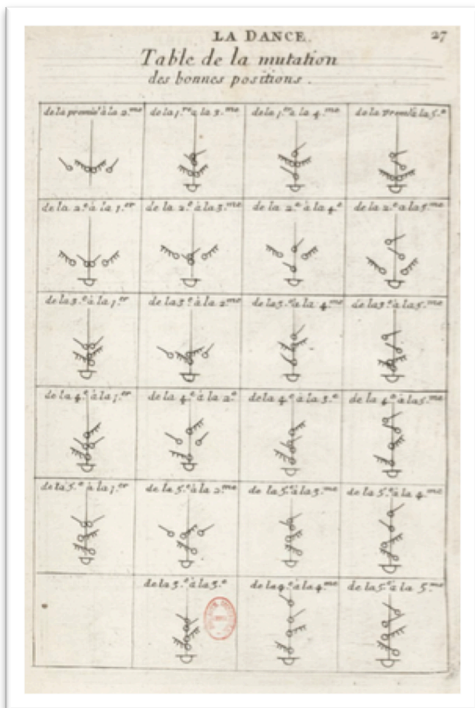 LA DANCE. 27
Table de la mutation
des bonnes positions.
de la premie.e à la 2.me de la 1.re à la 3.me de la 1.re à la 4.me de la premie à la 5.e
de la 2.e à la 1.er de la 2.e à la 3.me de la 2.e à la 4.e de la 2.e à la 5.me
de la 3.e à la 1.er de la 3.e à la 2.me de la 3.e à la 4.me de la 3.e à la 5.me
de la 4.e à la 1.er de la 4.e à la 2.e de la 4.e à la 3.e de la 4.e à la 5.me
de la 5.e à la 1.er de la 5.e à la 2.me de la 5.e à la 3.me de la 5.e à la 4.me
de la 3.e à la 3.e de la 4.e à la 4.me de la 5.e à la 5.me